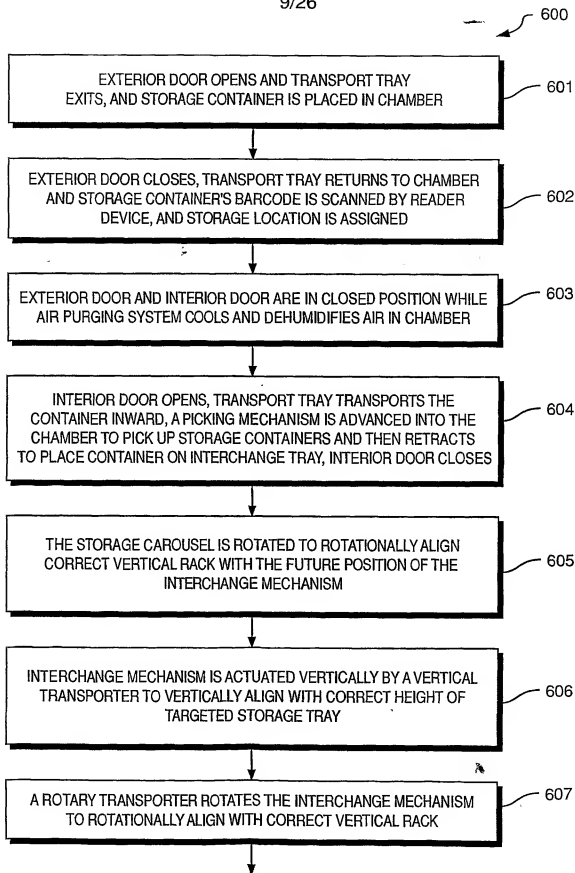 9/26
600
EXTERIOR DOOR OPENS AND TRANSPORT TRAY
EXITS, AND STORAGE CONTAINER IS PLACED IN CHAMBER
601
EXTERIOR DOOR CLOSES, TRANSPORT TRAY RETURNS TO CHAMBER
AND STORAGE CONTAINER'S BARCODE IS SCANNED BY READER
DEVICE, AND STORAGE LOCATION IS ASSIGNED
602
EXTERIOR DOOR AND INTERIOR DOOR ARE IN CLOSED POSITION WHILE
AIR PURGING SYSTEM COOLS AND DEHUMIDIFIES AIR IN CHAMBER
603
INTERIOR DOOR OPENS, TRANSPORT TRAY TRANSPORTS THE
CONTAINER INWARD, A PICKING MECHANISM IS ADVANCED INTO THE
CHAMBER TO PICK UP STORAGE CONTAINERS AND THEN RETRACTS
TO PLACE CONTAINER ON INTERCHANGE TRAY, INTERIOR DOOR CLOSES
604
THE STORAGE CAROUSEL IS ROTATED TO ROTATIONALLY ALIGN
CORRECT VERTICAL RACK WITH THE FUTURE POSITION OF THE
INTERCHANGE MECHANISM
605
INTERCHANGE MECHANISM IS ACTUATED VERTICALLY BY A VERTICAL
TRANSPORTER TO VERTICALLY ALIGN WITH CORRECT HEIGHT OF
TARGETED STORAGE TRAY
606
A ROTARY TRANSPORTER ROTATES THE INTERCHANGE MECHANISM
TO ROTATIONALLY ALIGN WITH CORRECT VERTICAL RACK
607